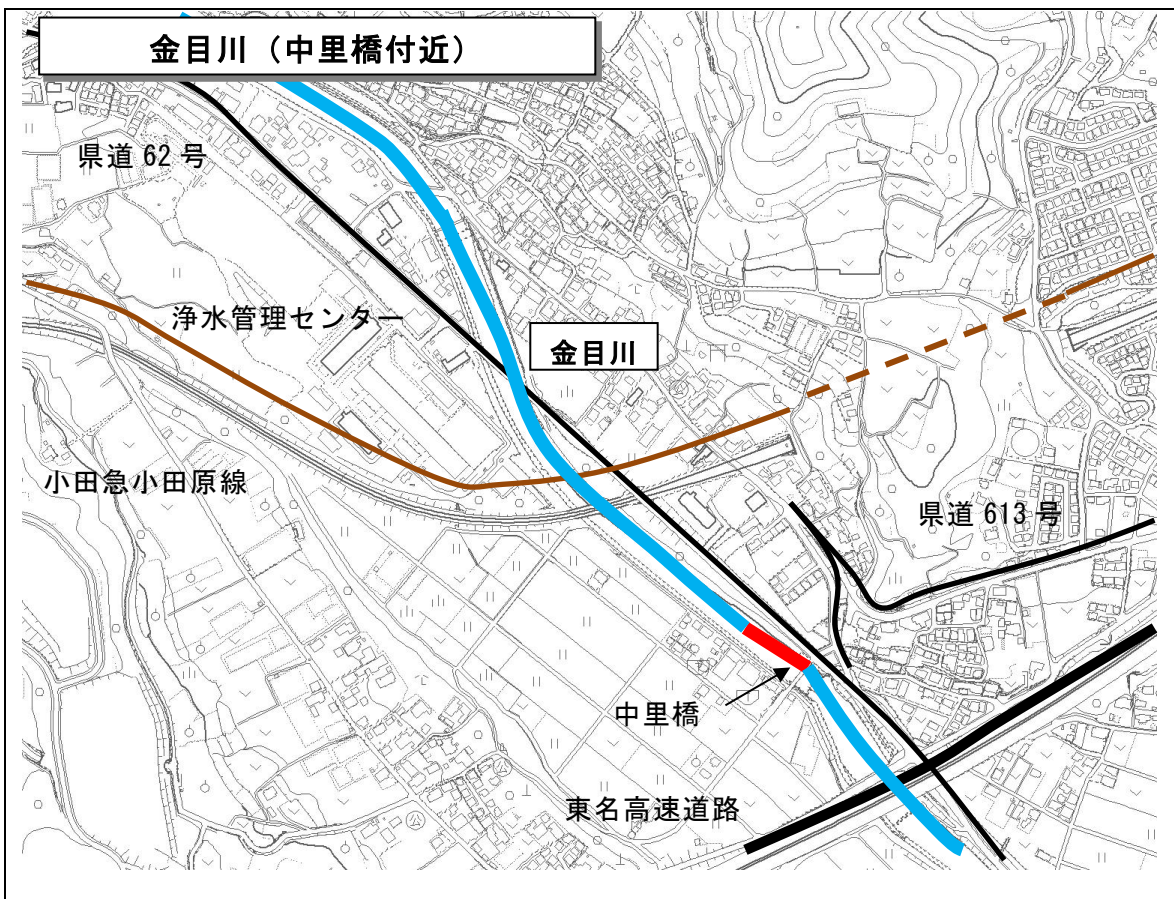 金目川（中里橋付近）
県道 62 号
浄水管理センター
金目川
小田急小田原線
県道 613 号
中里橋
東名高速道路